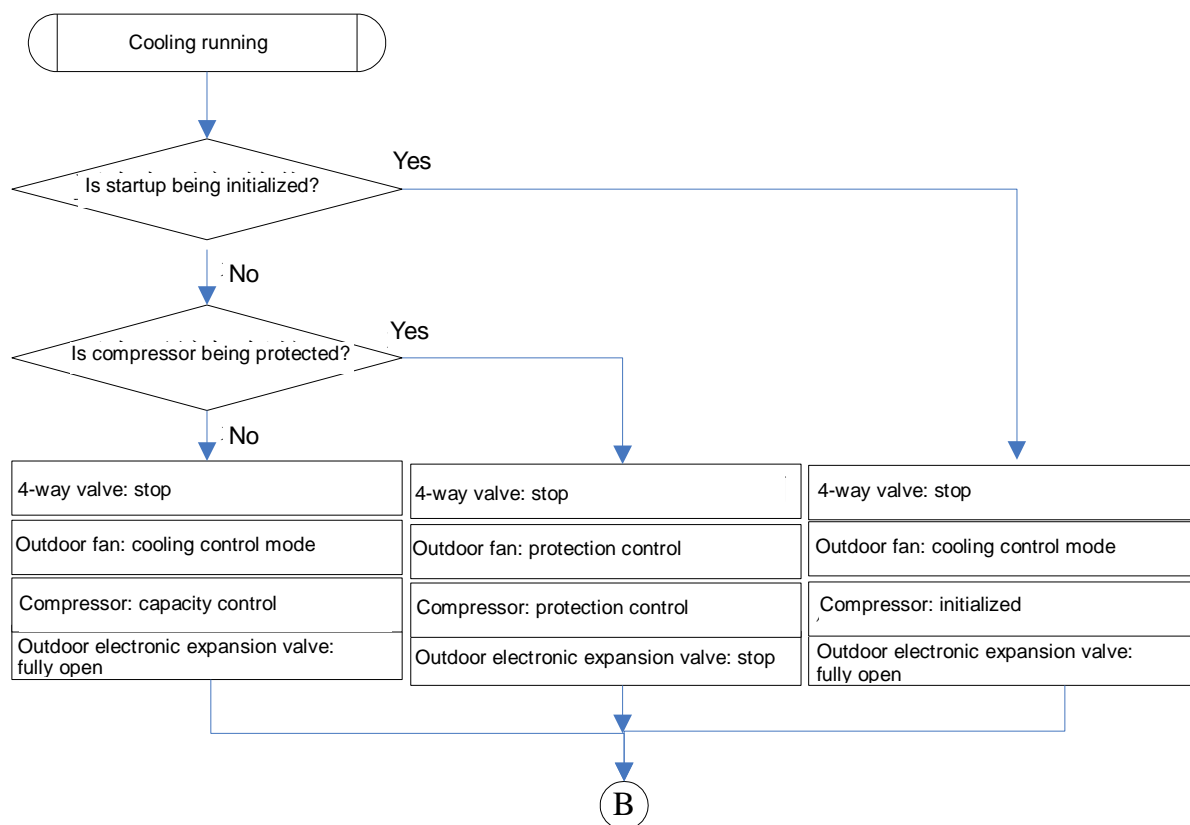 Cooling running
Yes
Is startup being initialized?
No
Yes
Is compressor being protected?
No
4-way valve: stop
Outdoor fan: cooling control mode
Compressor: capacity control
Outdoor electronic expansion valve:
fully open
4-way valve: stop
Outdoor fan: protection control
Compressor: protection control
Outdoor electronic expansion valve: stop
4-way valve: stop
Outdoor fan: cooling control mode
Compressor: initialized
Outdoor electronic expansion valve:
fully open
B